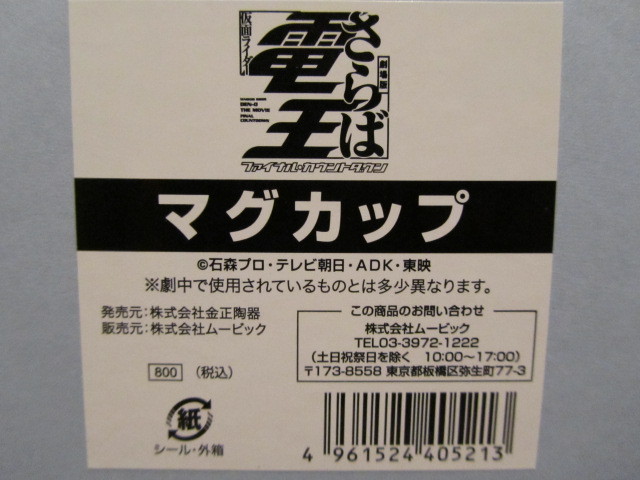 劇場版
さらば
仮面ライダー
電王
MASKED RIDER
DEN-O
THE MOVIE
FINAL
COUNTDOWN
ファイナル・カウントダウン
マグカップ
©石森プロ・テレビ朝日・ADK・東映
※劇中で使用されているものとは多少異なります。
発売元:株式会社金正陶器
販売元:株式会社ムービック
800 (税込)
この商品のお問い合わせ
株式会社ムービック
TEL03-3972-1222
(土日祝祭日を除く 10:00~17:00)
〒173-8558 東京都板橋区弥生町77-3
紙
シール・外箱
4 961524 405213